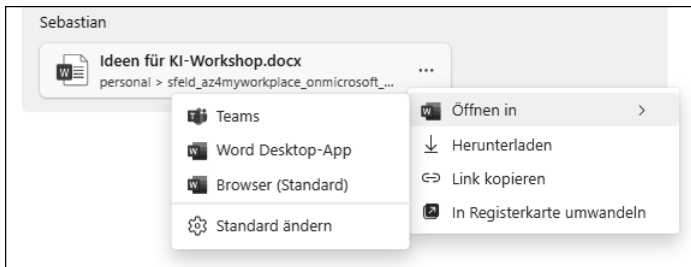 Sebastian
Ideen für KI-Workshop.docx
personal > sfeld_az4myworkplace_onmicrosoft_...
Teams
Word Desktop-App
Browser (Standard)
Standard ändern
Öffnen in
Herunterladen
Link kopieren
In Registerkarte umwandeln